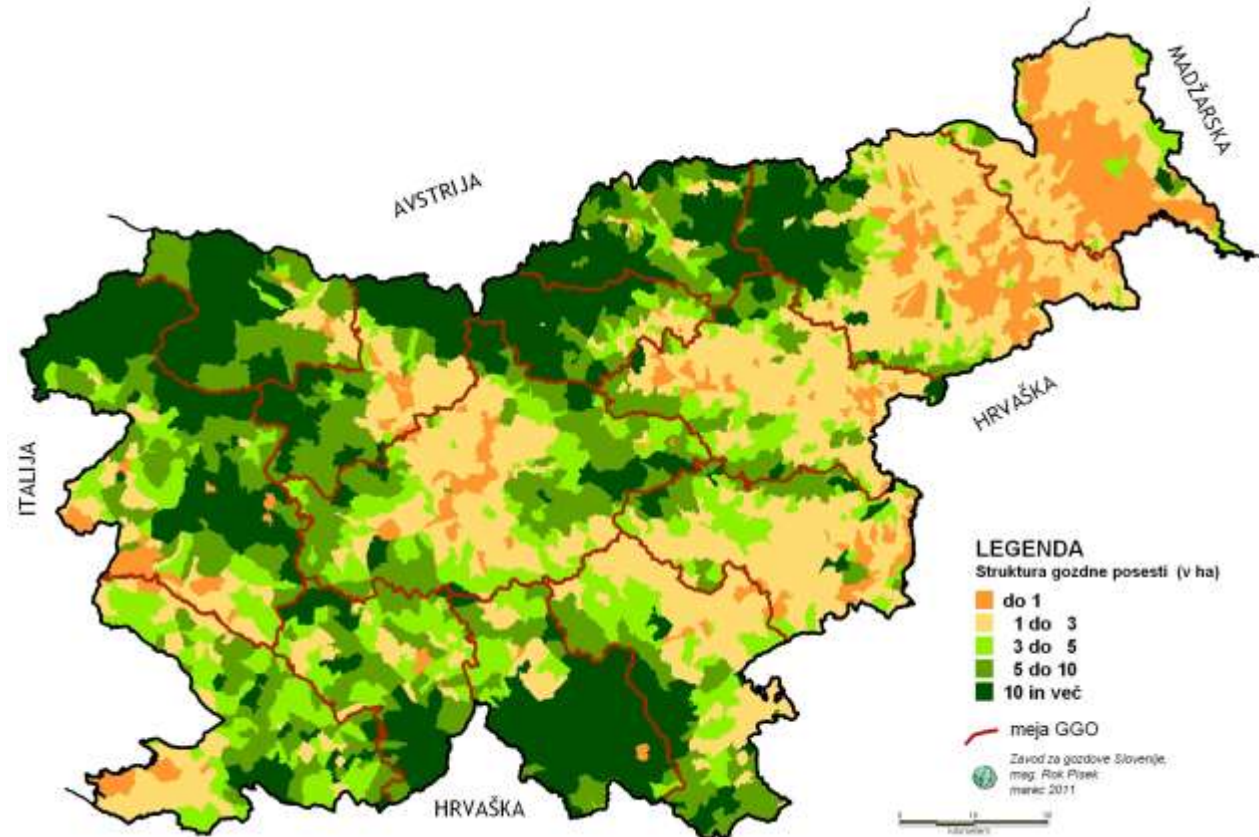 MADŽARSKA
AVSTRIJA
HRVAŠKA
ITALIJA
LEGENDA
Struktura gozdne posesti (v ha)
do 1
1 do 3
3 do 5
5 do 10
10 in več
meja GGO
Zavod za gozdove Slovenije,
mag. Rok Pisek
marec 2011
HRVAŠKA